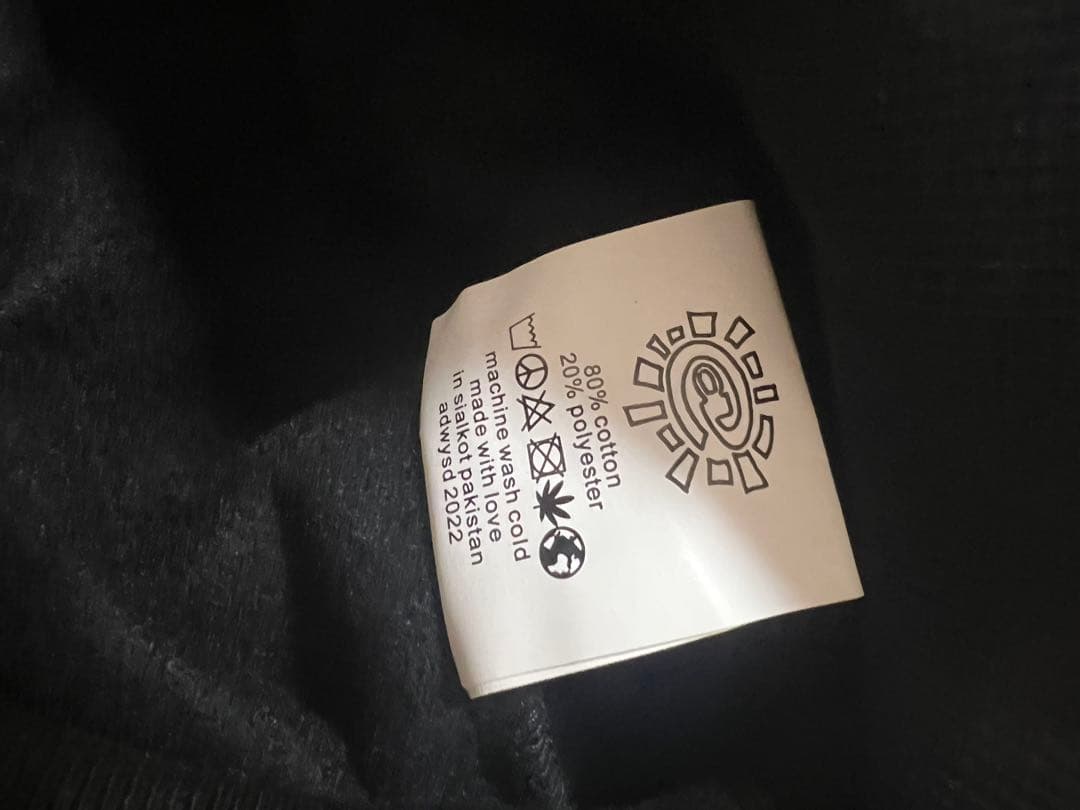 80% cotton
20% polyester
machine wash cold
made with love
in sialkot pakistan
adwysd 2022